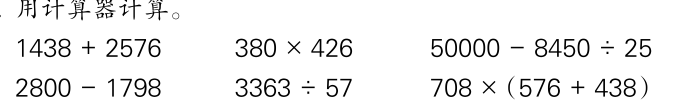 用计算器计算。
1438 + 2576 380 × 426 50000 − 8450 ÷ 25
2800 − 1798 3363 ÷ 57 708 ×（576 + 438）